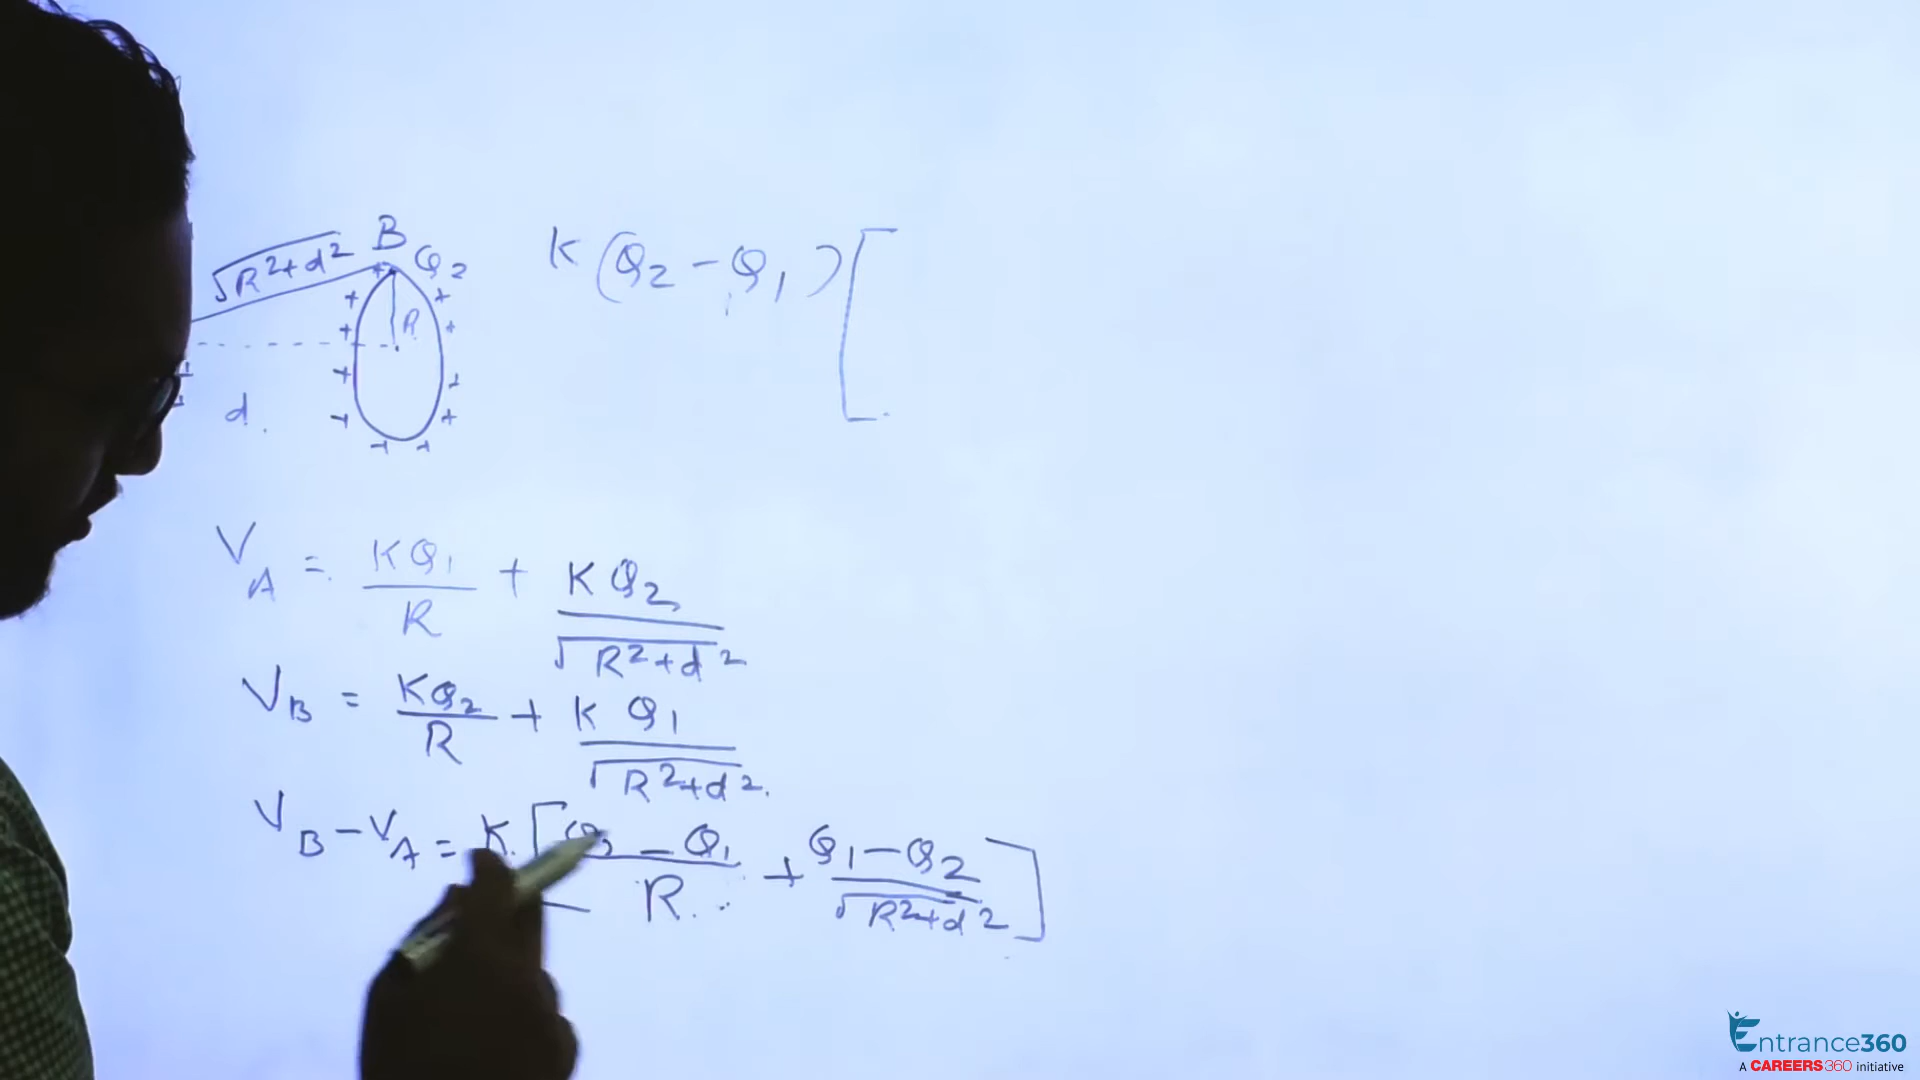 √R²+d²
B
Q₂
R
d.
K(Q₂ - Q₁)[
V_A = KQ₁/R + KQ₂/√R²+d²
V_B = KQ₂/R + KQ₁/√R²+d².
V_B - V_A = K.[Q₂ - Q₁/R + Q₁-Q₂/√R²+d²]
Entrance360
A CAREERS360 initiative